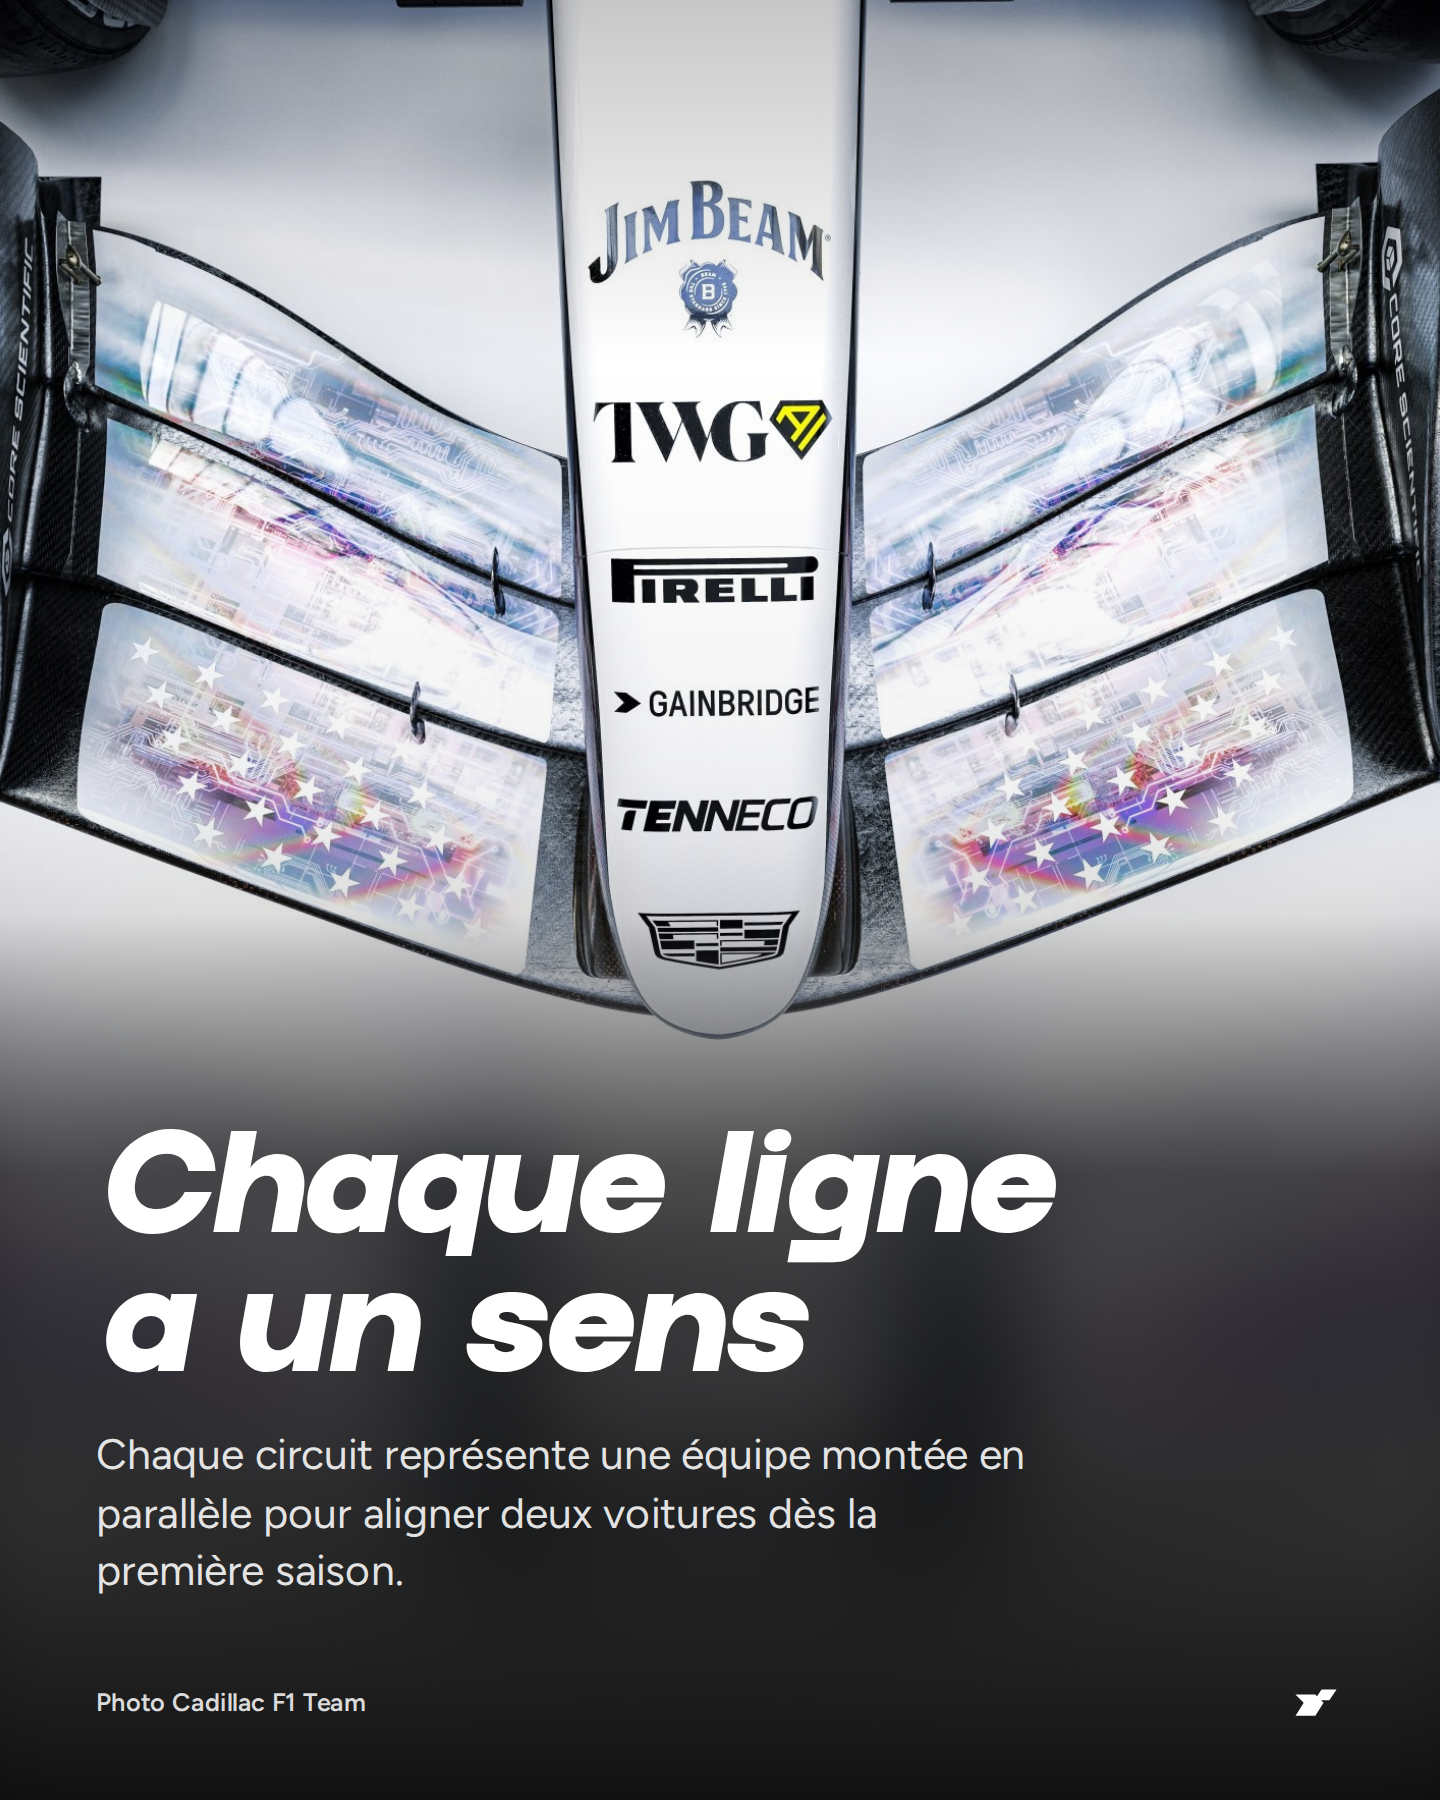 JIM BEAM®
BEAM
B
TWG AI
PIRELLI
GAINBRIDGE
TENNECO
CORE SCIENTIFIC
CORE SCIENTIFIC
Chaque ligne
a un sens
Chaque circuit représente une équipe montée en
parallèle pour aligner deux voitures dès la
première saison.
Photo Cadillac F1 Team